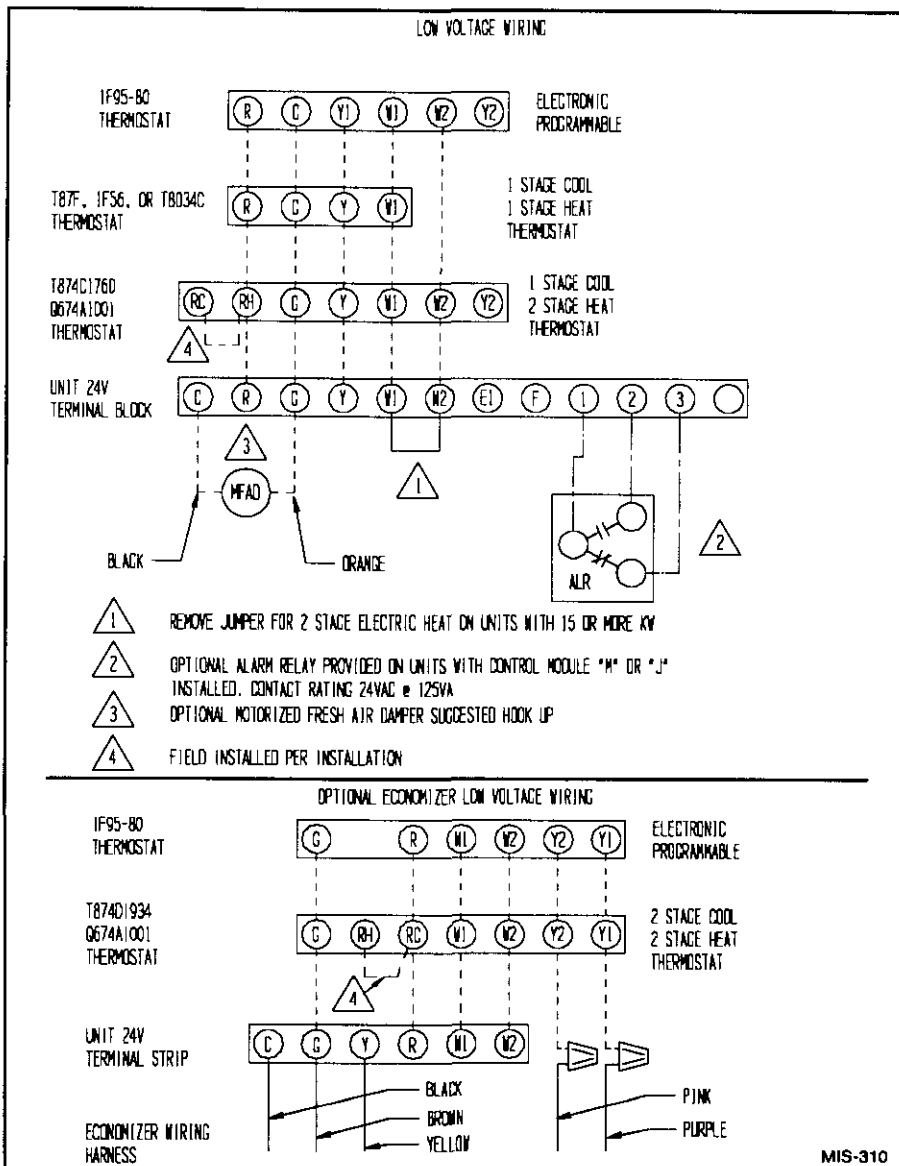 LOW VOLTAGE WIRING
1F95-80
THERMOSTAT
R G Y1 W1 W2 Y2
ELECTRONIC
PROGRAMMABLE
T87F, 1F56, OR T8034C
THERMOSTAT
R G Y W1
1 STAGE COOL
1 STAGE HEAT
THERMOSTAT
T874C1760
Q674A1001
THERMOSTAT
RC RH G Y W1 W2 Y2
1 STAGE COOL
2 STAGE HEAT
THERMOSTAT
4
UNIT 24V
TERMINAL BLOCK
C R G Y W1 W2 E1 F 1 2 3
3
MFAD
1
2
ALR
BLACK
ORANGE
1 REMOVE JUMPER FOR 2 STAGE ELECTRIC HEAT ON UNITS WITH 15 OR MORE KW
2 OPTIONAL ALARM RELAY PROVIDED ON UNITS WITH CONTROL MODULE "M" OR "J"
INSTALLED. CONTACT RATING 24VAC @ 125VA
3 OPTIONAL MOTORIZED FRESH AIR DAMPER SUGGESTED HOOK UP
4 FIELD INSTALLED PER INSTALLATION
OPTIONAL ECONOMIZER LOW VOLTAGE WIRING
1F95-80
THERMOSTAT
G R W1 W2 Y2 Y1
ELECTRONIC
PROGRAMMABLE
T874D1934
Q674A1001
THERMOSTAT
G RH RC W1 W2 Y2 Y1
2 STAGE COOL
2 STAGE HEAT
THERMOSTAT
4
UNIT 24V
TERMINAL STRIP
C G Y R W1 W2
BLACK
BROWN
YELLOW
PINK
PURPLE
ECONOMIZER WIRING
HARNESS
MIS-310